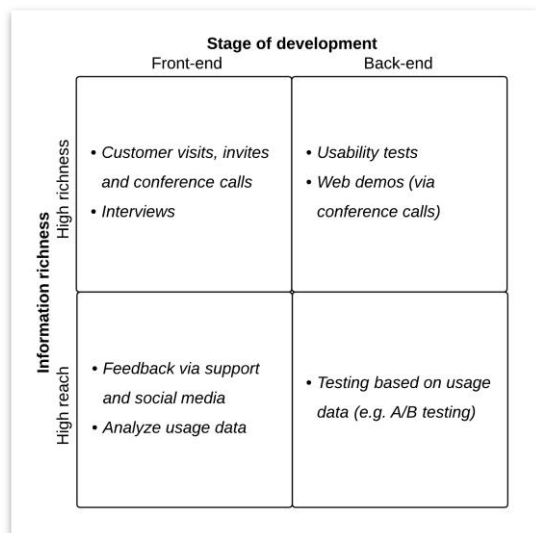 Stage of development
Front-end
Back-end
Information richness
High richness
• Customer visits, invites
and conference calls
• Interviews
• Usability tests
• Web demos (via
conference calls)
High reach
• Feedback via support
and social media
• Analyze usage data
• Testing based on usage
data (e.g. A/B testing)